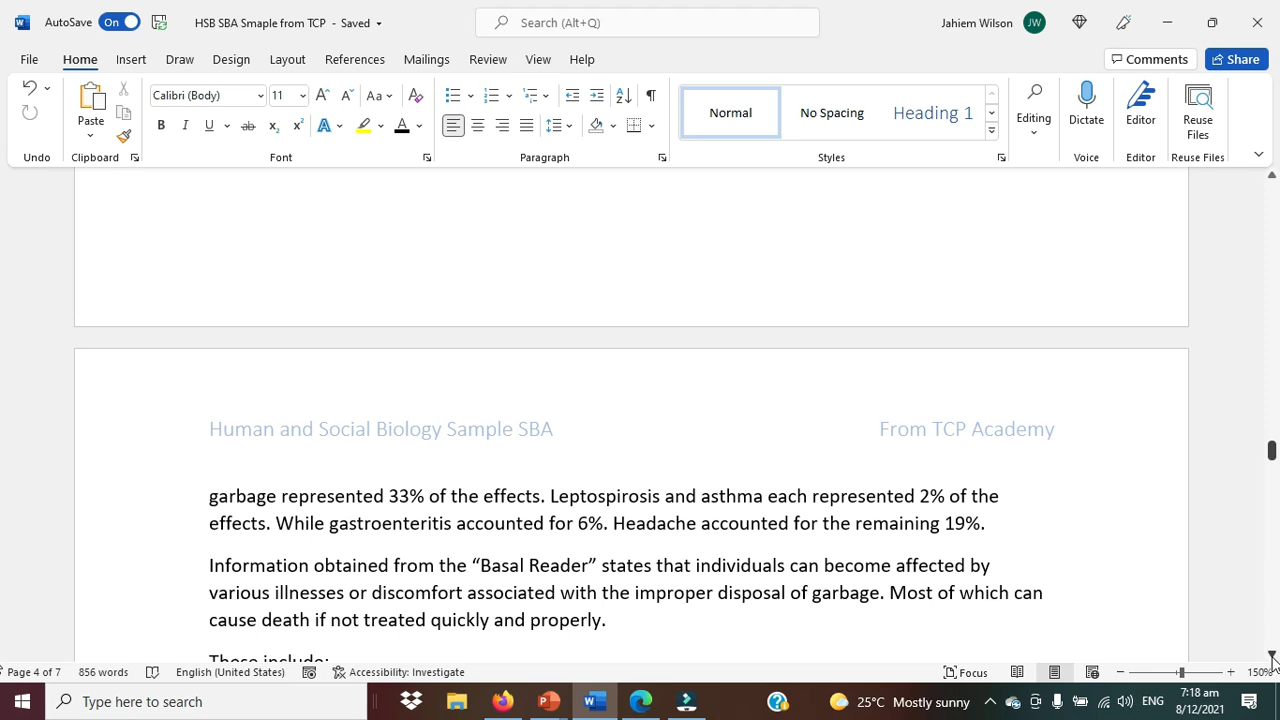 AutoSave On HSB SBA Smaple from TCP - Saved Search (Alt+Q) Jahiem Wilson JW
File Home Insert Draw Design Layout References Mailings Review View Help Comments Share
Calibri (Body) 11 Aa
Paste B I U ab x₂ x² A A Normal No Spacing Heading 1 Editing Dictate Editor Reuse Files
Undo Clipboard Font Paragraph Styles Voice Editor Reuse Files
Human and Social Biology Sample SBA From TCP Academy
garbage represented 33% of the effects. Leptospirosis and asthma each represented 2% of the
effects. While gastroenteritis accounted for 6%. Headache accounted for the remaining 19%.
Information obtained from the “Basal Reader” states that individuals can become affected by
various illnesses or discomfort associated with the improper disposal of garbage. Most of which can
cause death if not treated quickly and properly.
These include:
Page 4 of 7 856 words English (United States) Accessibility: Investigate Focus 150%
Type here to search 25°C Mostly sunny ENG 7:18 am
8/12/2021